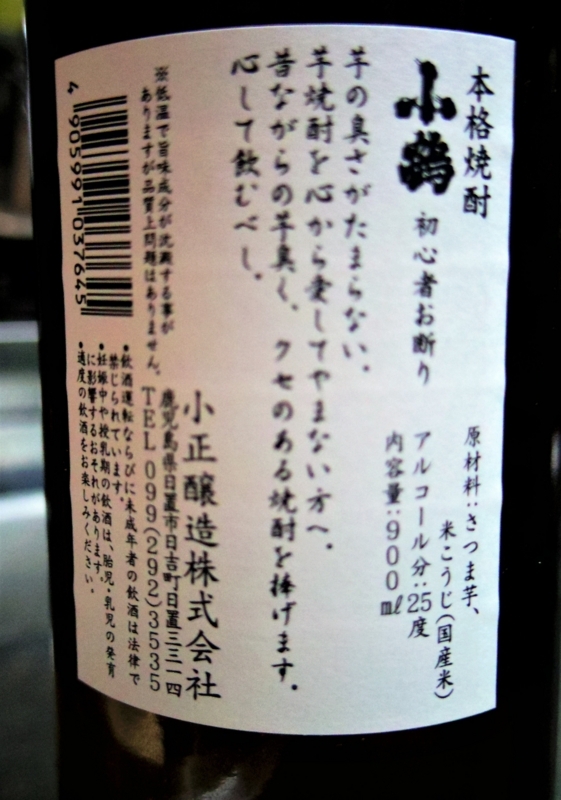 本格焼酎
小鶴
初心者お断り
原材料：さつま芋、
米こうじ(国産米)
アルコール分：25度
内容量：900㎖
芋の臭さがたまらない。
芋焼酎を心から愛してやまない方へ。
昔ながらの芋臭く、クセのある焼酎を捧げます。
心して飲むべし。
小正醸造株式会社
鹿児島県日置市日吉町日置三三一四
TEL 099(292)3535
※低温で旨味成分が沈澱する事が
ありますが品質上問題はありません。
●飲酒運転ならびに未成年者の飲酒は法律で
禁じられています。
●妊娠中や授乳期の飲酒は、胎児・乳児の発育
に影響するおそれがあります。
●適度の飲酒をお楽しみください。
4 905991 037645